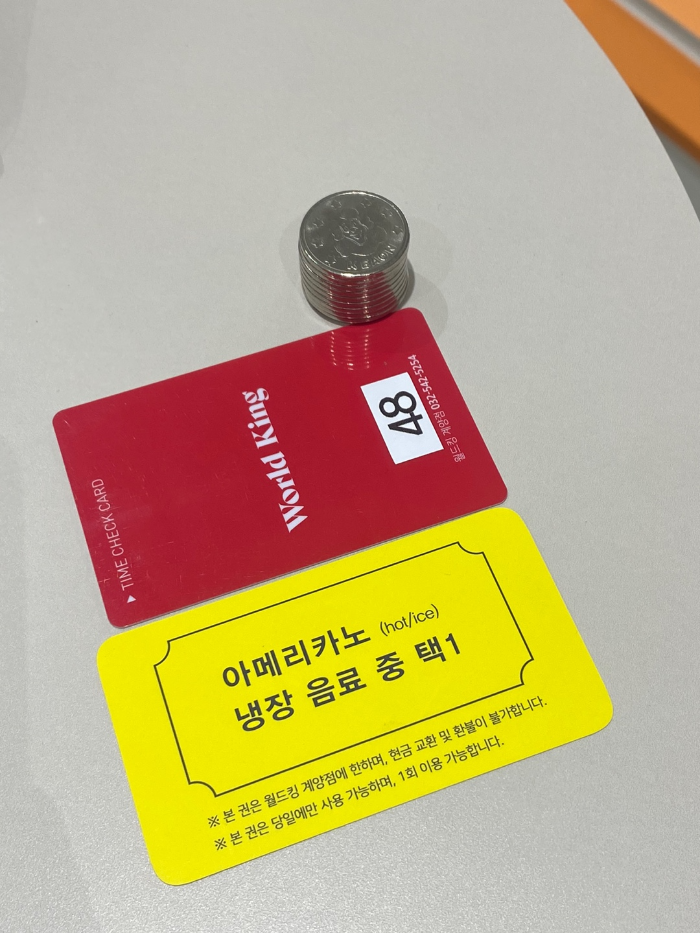 ▶ TIME CHECK CARD
World King
48
월드킹 계양점 032-542-5254
아메리카노 (hot/ice)
냉장 음료 중 택1
※ 본 권은 월드킹 계양점에 한하며, 현금 교환 및 환불이 불가합니다.
※ 본 권은 당일에만 사용 가능하며, 1회 이용 가능합니다.